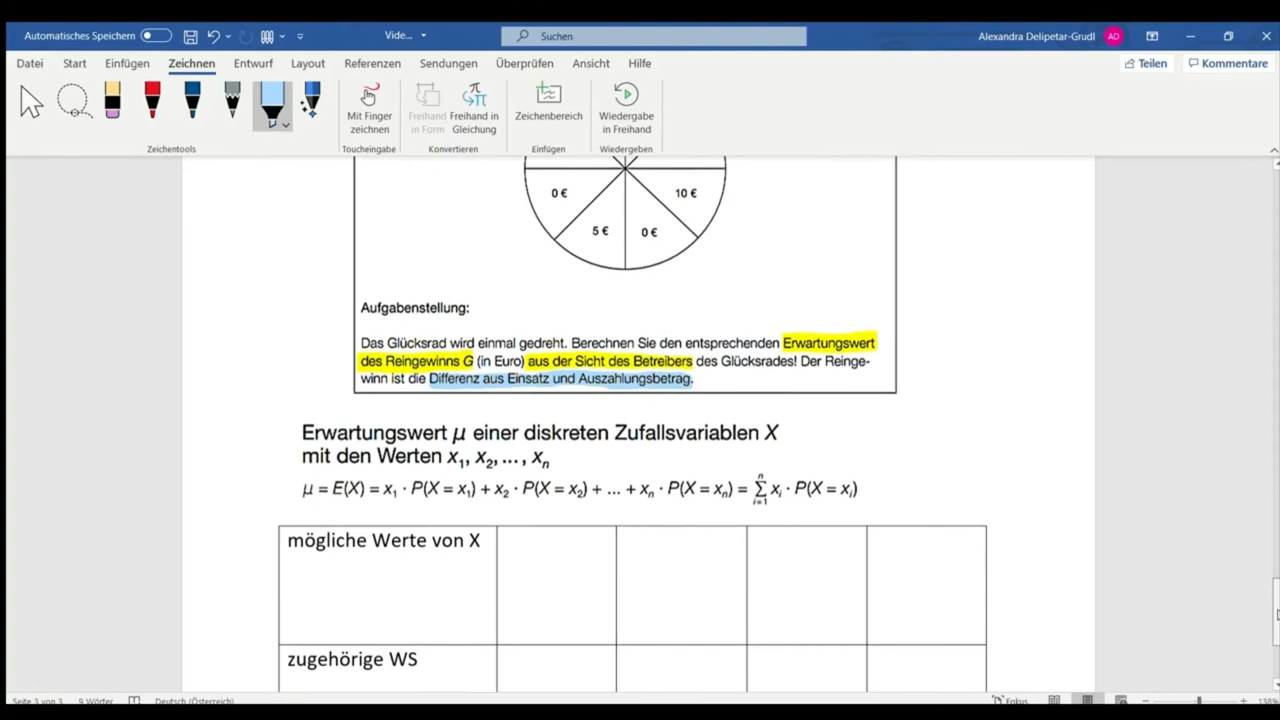 Automatisches Speichern
Vide...
Suchen
Alexandra Delipetar-Grudl
AD
Datei Start Einfügen Zeichnen Entwurf Layout Referenzen Sendungen Überprüfen Ansicht Hilfe
Teilen
Kommentare
Mit Finger zeichnen
Freihand in Form
Freihand in Gleichung
Zeichenbereich
Wiedergabe in Freihand
Zeichentools
Toucheingabe
Konvertieren
Einfügen
Wiedergeben
0 €
10 €
5 €
0 €
Aufgabenstellung:
Das Glücksrad wird einmal gedreht. Berechnen Sie den entsprechenden Erwartungswert
des Reingewinns G (in Euro) aus der Sicht des Betreibers des Glücksrades! Der Reinge-
winn ist die Differenz aus Einsatz und Auszahlungsbetrag.
Erwartungswert μ einer diskreten Zufallsvariablen X
mit den Werten x₁, x₂, ..., xₙ
μ = E(X) = x₁ · P(X = x₁) + x₂ · P(X = x₂) + ... + xₙ · P(X = xₙ) = ∑ⁿᵢ₌₁ xᵢ · P(X = xᵢ)
mögliche Werte von X
zugehörige WS
Seite 3 von 3
9 Wörter
Deutsch (Österreich)
Fokus
138%